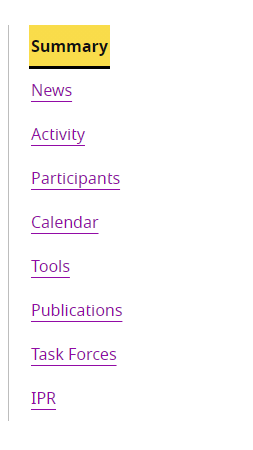 Summary
News
Activity
Participants
Calendar
Tools
Publications
Task Forces
IPR